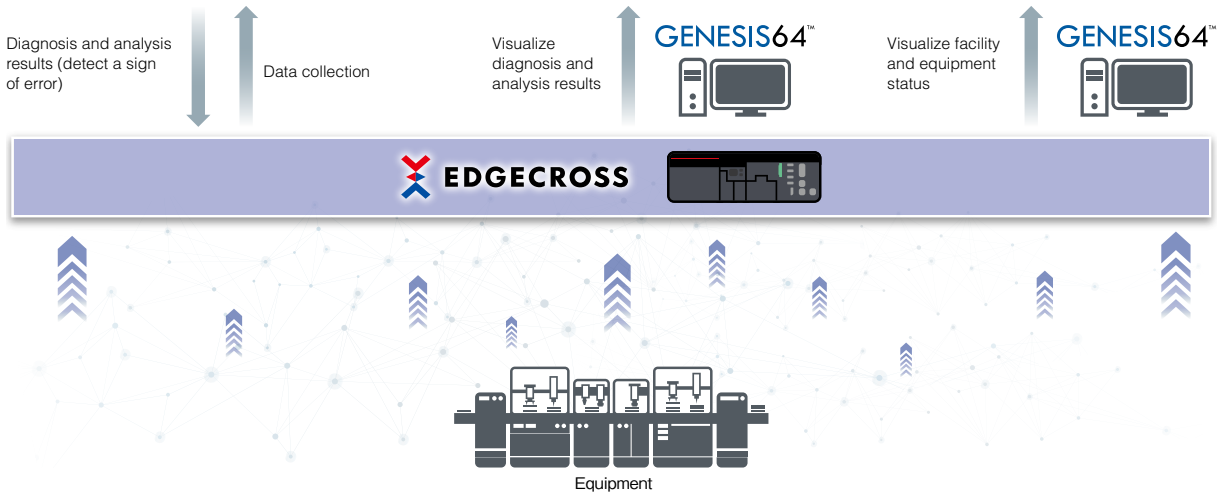 Diagnosis and analysis
results (detect a sign
of error)
Data collection
Visualize
diagnosis and
analysis results
GENESIS64™
Visualize facility
and equipment
status
GENESIS64™
EDGECROSS
Equipment